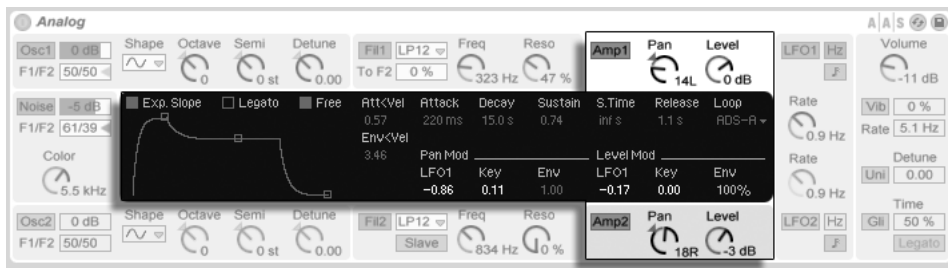 Analog A|A|S
Osc1 0 dB Shape Octave Semi Detune Fil1 LP12 Freq Reso Amp1 Pan Level LFO1 Hz Volume
F1/F2 50/50 0 0 st 0.00 To F2 0 % 323 Hz 47 % 14L 0 dB -11 dB
Noise -5 dB Exp. Slope Legato Free Att<Vel Attack Decay Sustain S.Time Release Loop Rate Vib 0 %
F1/F2 61/39 0.57 220 ms 15.0 s 0.74 inf s 1.1 s ADS-A 0.9 Hz Rate 5.1 Hz
Env<Vel
Color 3.46 Pan Mod Level Mod Rate Detune
5.5 kHz LFO1 Key Env LFO1 Key Env 0.9 Hz Uni 0.00
-0.86 0.11 1.00 -0.17 0.00 100%
Osc2 0 dB Shape Octave Semi Detune Fil2 LP12 Freq Reso Amp2 Pan Level LFO2 Hz Time
Gli 50 %
F1/F2 50/50 0 0 st 0.00 Slave 834 Hz 0 % 18R -3 dB Legato